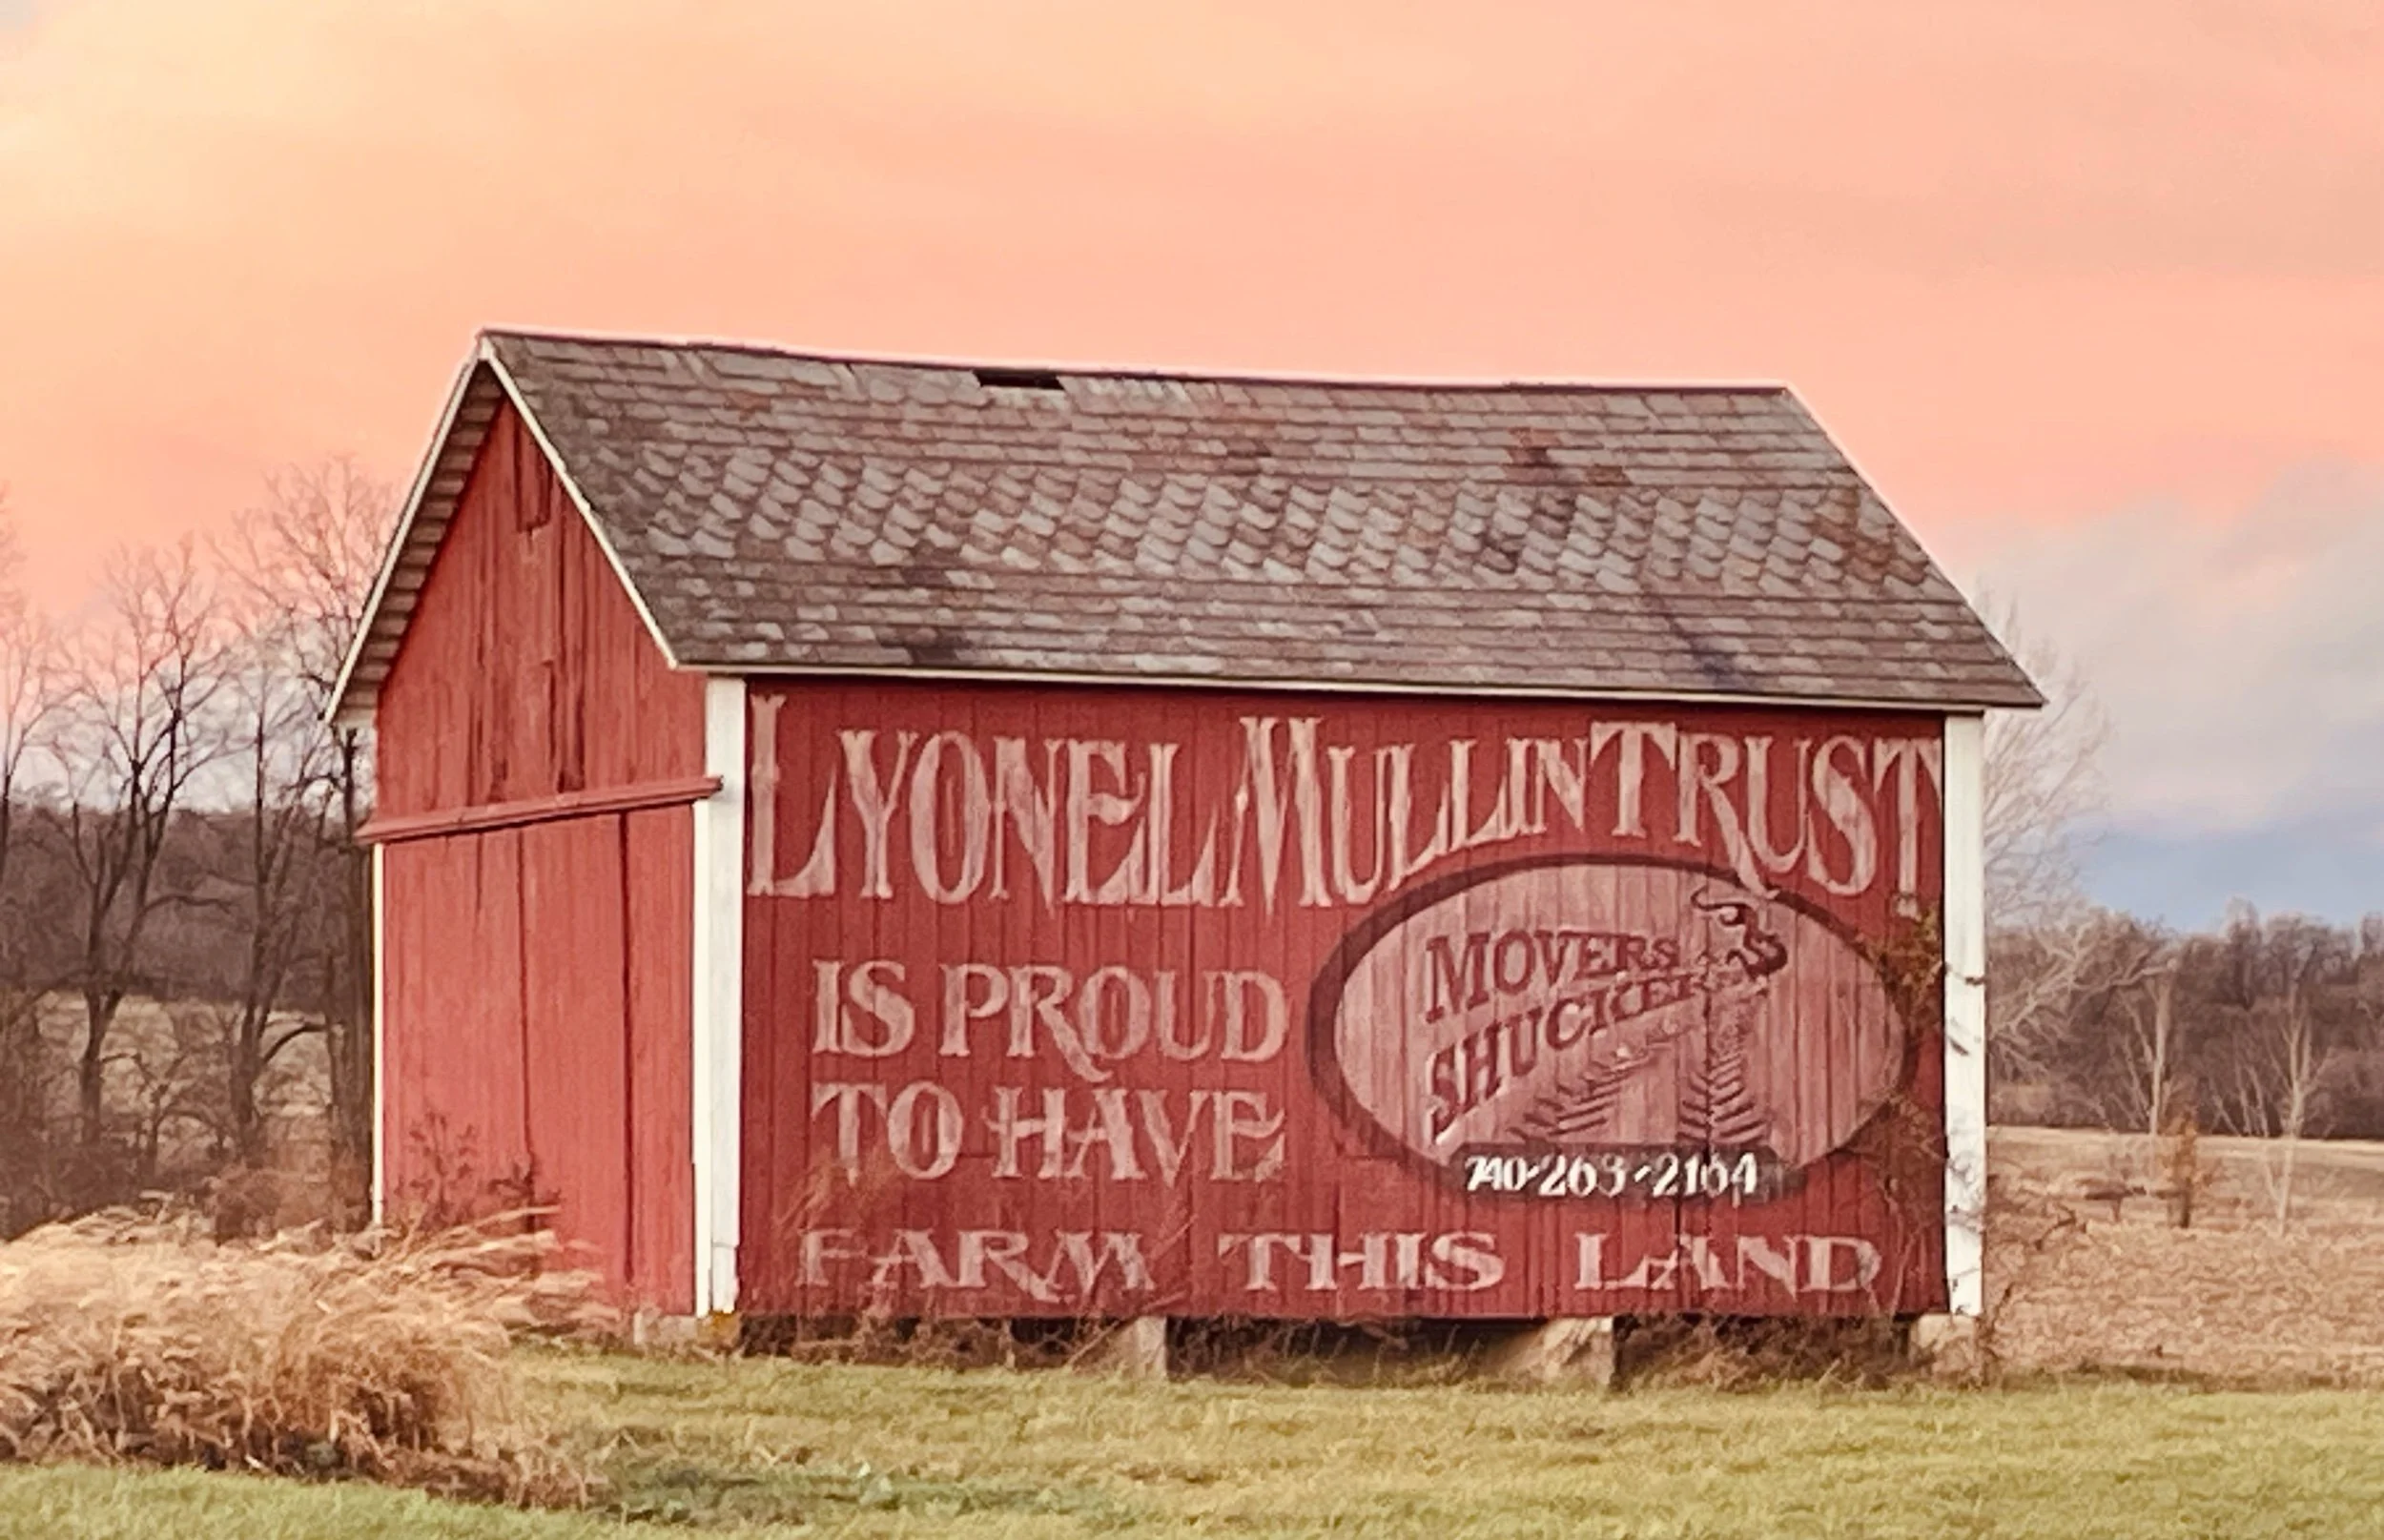 LYONEL MULLIN TRUST
IS PROUD
TO HAVE
MOVERS
SHUCKERS
740-263-2164
FARM THIS LAND